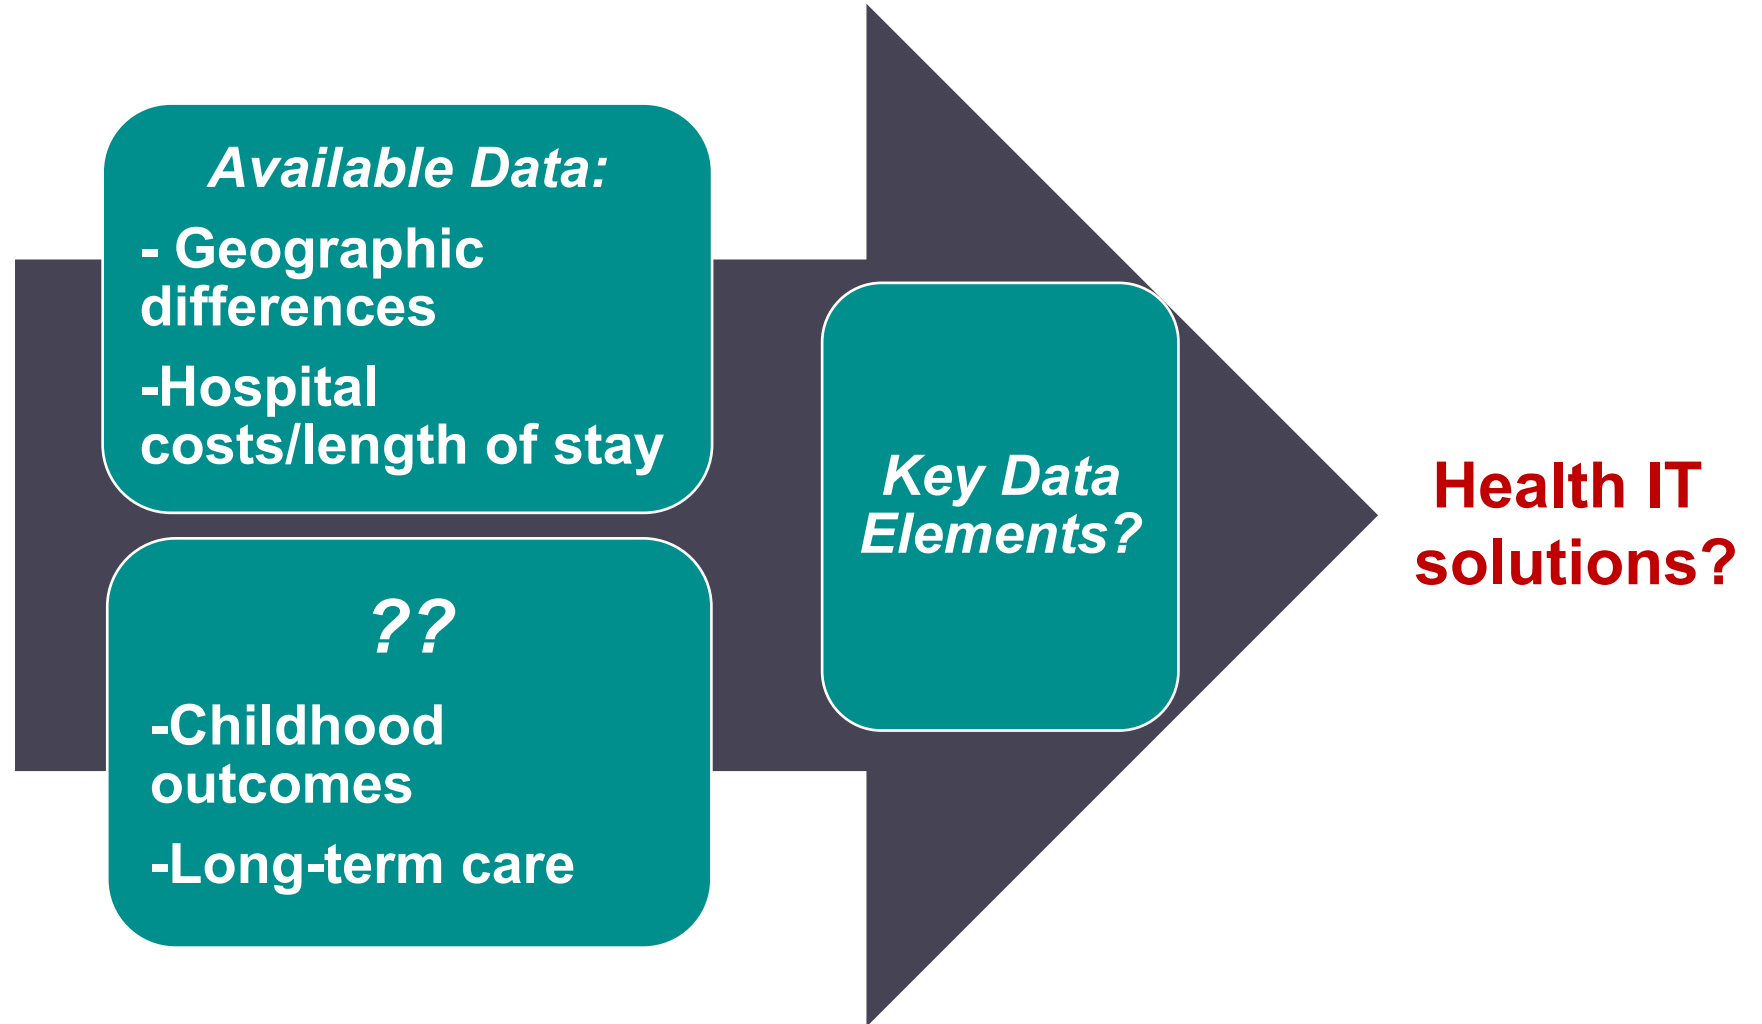 Available Data:
- Geographic
differences
-Hospital
costs/length of stay
??
-Childhood
outcomes
-Long-term care
Key Data
Elements?
Health IT
solutions?